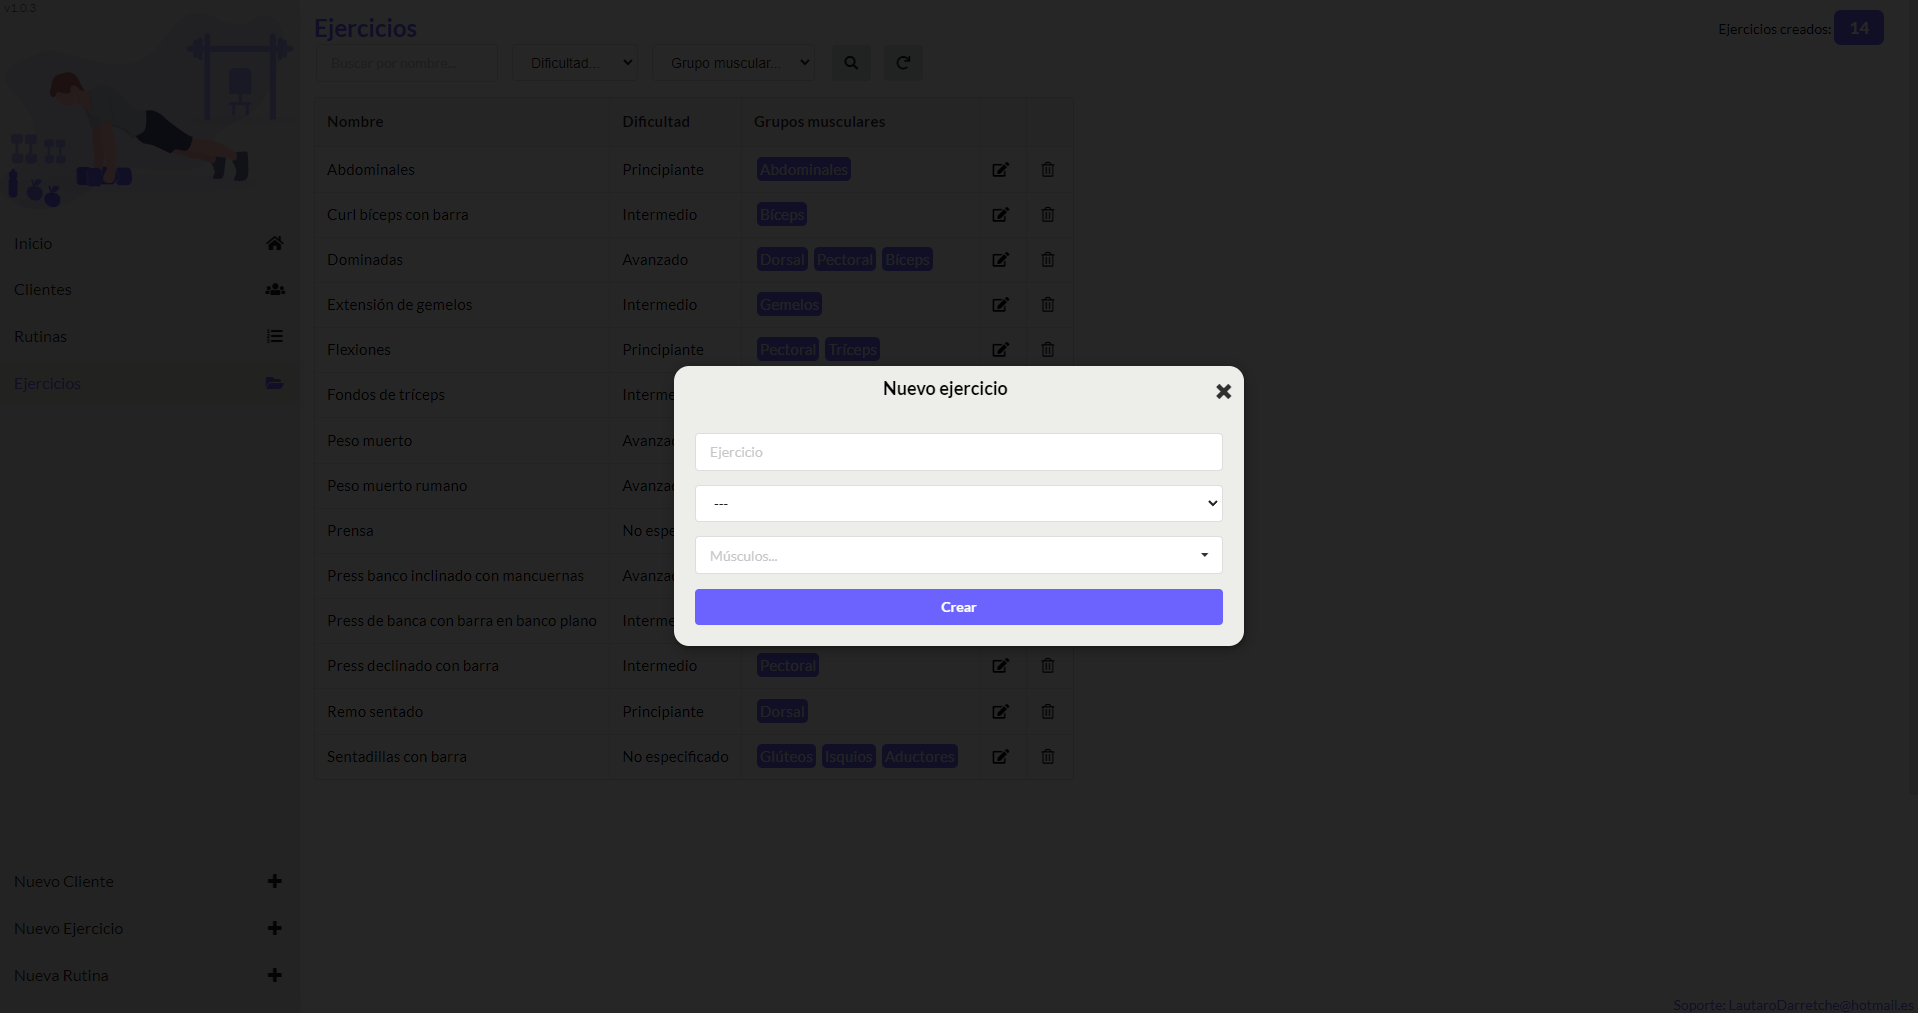 v1.0.3
Inicio
Clientes
Rutinas
Ejercicios
Nuevo Cliente
Nuevo Ejercicio
Nueva Rutina
Ejercicios
Ejercicios creados: 14
Buscar por nombre... Dificultad... Grupo muscular...
Nombre Dificultad Grupos musculares
Abdominales Principiante Abdominales
Curl bíceps con barra Intermedio Bíceps
Dominadas Avanzado Dorsal Pectoral Bíceps
Extensión de gemelos Intermedio Gemelos
Flexiones Principiante Pectoral Tríceps
Fondos de tríceps Interme
Peso muerto Avanza
Peso muerto rumano Avanza
Prensa No espe
Press banco inclinado con mancuernas Avanza
Press de banca con barra en banco plano Interme
Press declinado con barra Intermedio Pectoral
Remo sentado Principiante Dorsal
Sentadillas con barra No especificado Glúteos Isquios Aductores
Nuevo ejercicio
Ejercicio
---
Músculos...
Crear
Soporte: LautaroDarretche@hotmail.es